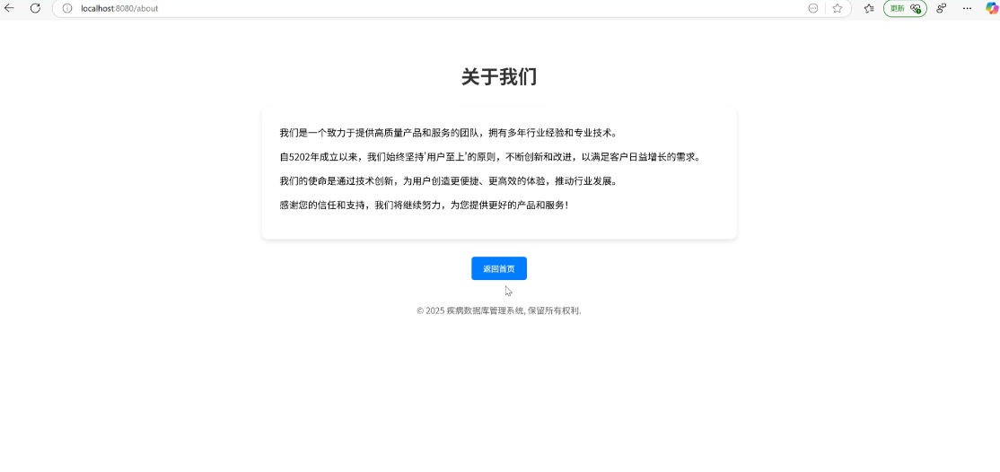 localhost:8080/about
更新
关于我们
我们是一个致力于提供高质量产品和服务的团队，拥有多年行业经验和专业技术。
自5202年成立以来，我们始终坚持'用户至上'的原则，不断创新和改进，以满足客户日益增长的需求。
我们的使命是通过技术创新，为用户创造更便捷、更高效的体验，推动行业发展。
感谢您的信任和支持，我们将继续努力，为您提供更好的产品和服务！
返回首页
© 2025 疾病数据库管理系统, 保留所有权利.